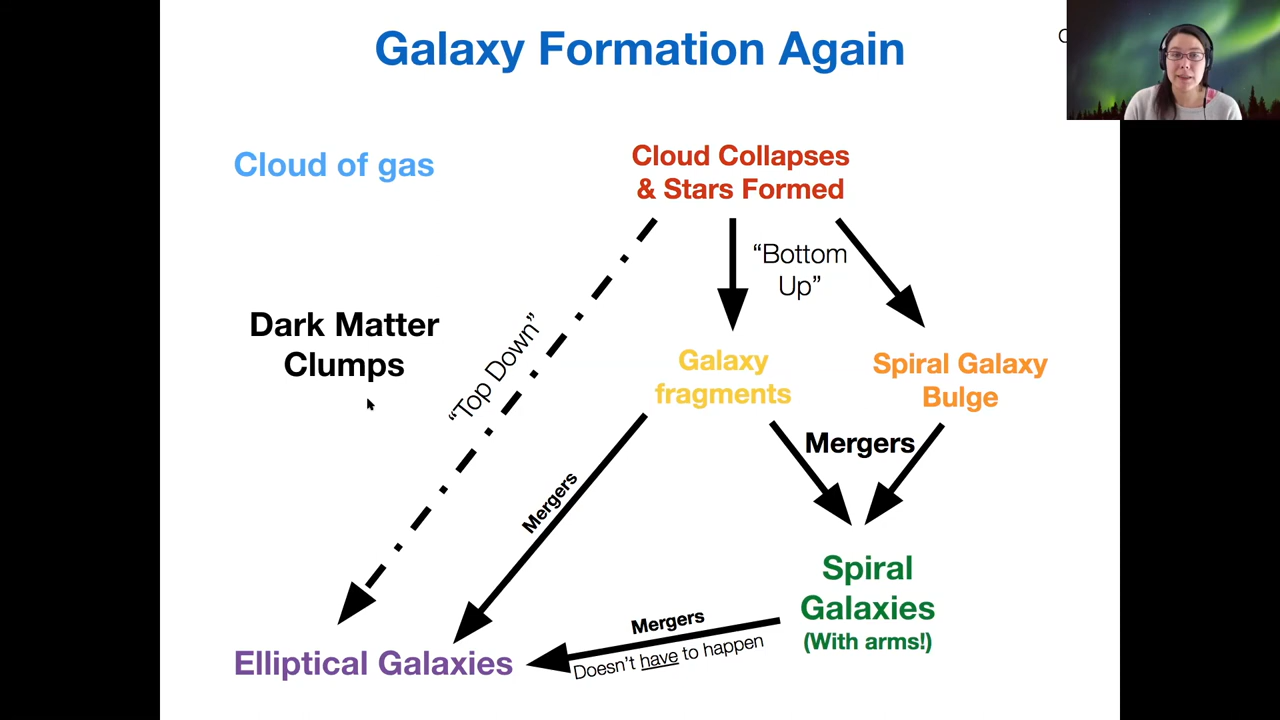 Galaxy Formation Again
Cloud of gas
Cloud Collapses
& Stars Formed
“Bottom
Up”
“Top Down”
Dark Matter
Clumps
Galaxy
fragments
Spiral Galaxy
Bulge
Mergers
Mergers
Spiral
Galaxies
(With arms!)
Mergers
Doesn’t have to happen
Elliptical Galaxies